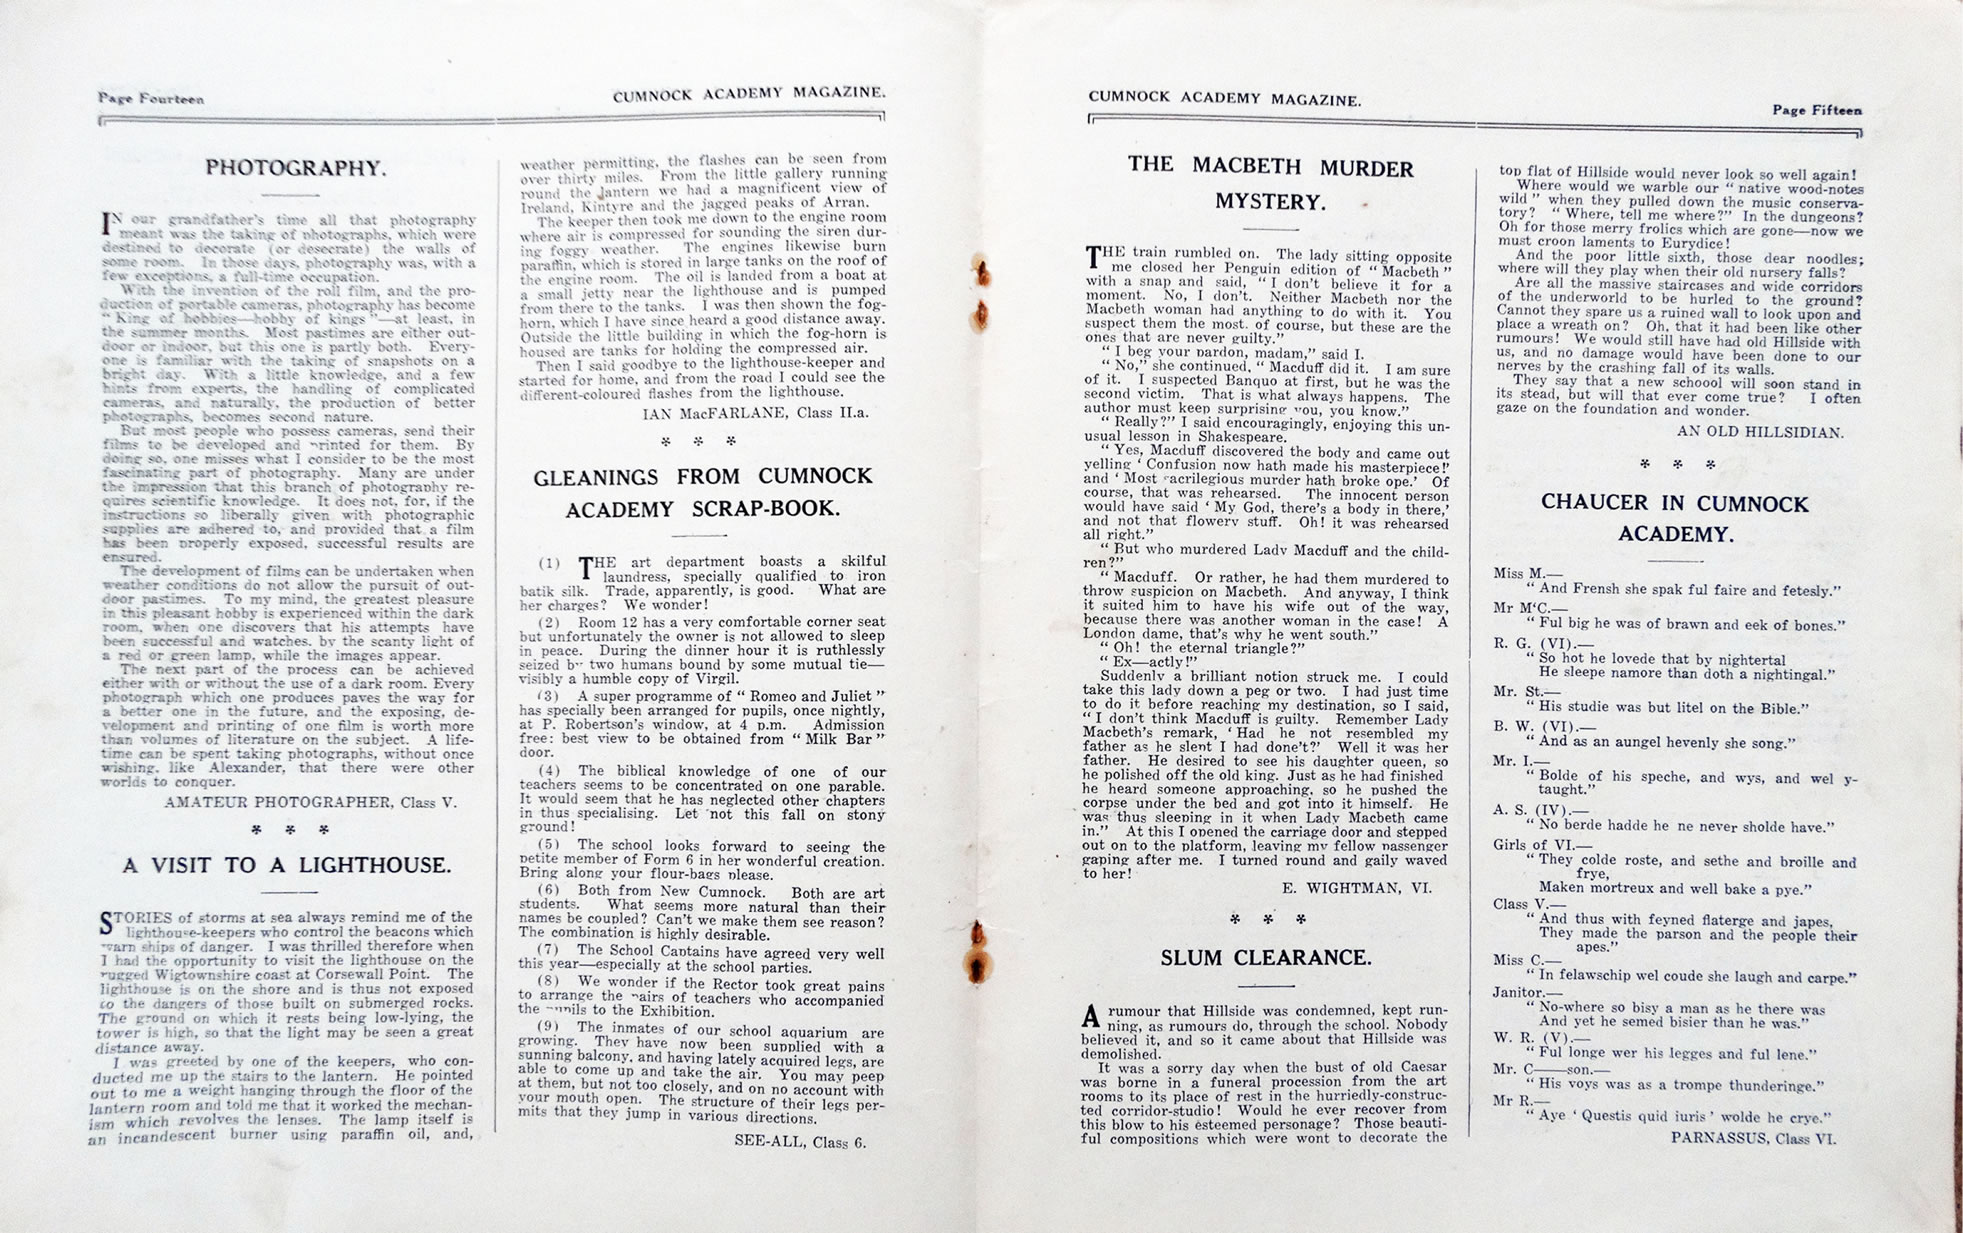 Page Fourteen
CUMNOCK ACADEMY MAGAZINE.
PHOTOGRAPHY.
IN our grandfather's time all that photography
meant was the taking of photographs, which were
destined to decorate (or desecrate) the walls of
some room. In those days, photography was, with a
few exceptions, a full-time occupation.
With the invention of the roll film, and the pro-
duction of portable cameras, photography has become
" King of hobbies—hobby of kings "—at least, in
the summer months. Most pastimes are either out-
door or indoor, but this one is partly both. Every-
one is familiar with the taking of snapshots on a
bright day. With a little knowledge, and a few
hints from experts, the handling of complicated
cameras, and naturally, the production of better
photographs, becomes second nature.
But most people who possess cameras, send their
films to be developed and printed for them. By
doing so, one misses what I consider to be the most
fascinating part of photography. Many are under
the impression that this branch of photography re-
quires scientific knowledge. It does not, for, if the
instructions so liberally given with photographic
supplies are adhered to, and provided that a film
has been properly exposed, successful results are
ensured.
The development of films can be undertaken when
weather conditions do not allow the pursuit of out-
door pastimes. To my mind, the greatest pleasure
in this pleasant hobby is experienced within the dark
room, when one discovers that his attempts have
been successful and watches, by the scanty light of
a red or green lamp, while the images appear.
The next part of the process can be achieved
either with or without the use of a dark room. Every
photograph which one produces paves the way for
a better one in the future, and the exposing, de-
velopment and printing of one film is worth more
than volumes of literature on the subject. A life-
time can be spent taking photographs, without once
wishing, like Alexander, that there were other
worlds to conquer.
AMATEUR PHOTOGRAPHER, Class V.
* * *
A VISIT TO A LIGHTHOUSE.
STORIES of storms at sea always remind me of the
lighthouse-keepers who control the beacons which
warn ships of danger. I was thrilled therefore when
I had the opportunity to visit the lighthouse on the
rugged Wigtownshire coast at Corsewall Point. The
lighthouse is on the shore and is thus not exposed
to the dangers of those built on submerged rocks.
The ground on which it rests being low-lying, the
tower is high, so that the light may be seen a great
distance away.
I was greeted by one of the keepers, who con-
ducted me up the stairs to the lantern. He pointed
out to me a weight hanging through the floor of the
lantern room and told me that it worked the mechan-
ism which revolves the lenses. The lamp itself is
an incandescent burner using paraffin oil, and,
weather permitting, the flashes can be seen from
over thirty miles. From the little gallery running
round the lantern we had a magnificent view of
Ireland, Kintyre and the jagged peaks of Arran.
The keeper then took me down to the engine room
where air is compressed for sounding the siren dur-
ing foggy weather. The engines likewise burn
paraffin, which is stored in large tanks on the roof of
the engine room. The oil is landed from a boat at
a small jetty near the lighthouse and is pumped
from there to the tanks. I was then shown the fog-
horn, which I have since heard a good distance away.
Outside the little building in which the fog-horn is
housed are tanks for holding the compressed air.
Then I said goodbye to the lighthouse-keeper and
started for home, and from the road I could see the
different-coloured flashes from the lighthouse.
IAN MacFARLANE, Class II.a.
* * *
GLEANINGS FROM CUMNOCK
ACADEMY SCRAP-BOOK.
(1) THE art department boasts a skilful
laundress, specially qualified to iron
batik silk. Trade, apparently, is good. What are
her charges? We wonder!
(2) Room 12 has a very comfortable corner seat
but unfortunately the owner is not allowed to sleep
in peace. During the dinner hour it is ruthlessly
seized by two humans bound by some mutual tie—
visibly a humble copy of Virgil.
(3) A super programme of " Romeo and Juliet "
has specially been arranged for pupils, once nightly,
at P. Robertson's window, at 4 p.m. Admission
free: best view to be obtained from " Milk Bar "
door.
(4) The biblical knowledge of one of our
teachers seems to be concentrated on one parable.
It would seem that he has neglected other chapters
in thus specialising. Let not this fall on stony
ground!
(5) The school looks forward to seeing the
petite member of Form 6 in her wonderful creation.
Bring along your flour-bags please.
(6) Both from New Cumnock. Both are art
students. What seems more natural than their
names be coupled? Can't we make them see reason?
The combination is highly desirable.
(7) The School Captains have agreed very well
this year—especially at the school parties.
(8) We wonder if the Rector took great pains
to arrange the pairs of teachers who accompanied
the pupils to the Exhibition.
(9) The inmates of our school aquarium are
growing. They have now been supplied with a
sunning balcony, and having lately acquired legs, are
able to come up and take the air. You may peep
at them, but not too closely, and on no account with
your mouth open. The structure of their legs per-
mits that they jump in various directions.
SEE-ALL, Class 6.
CUMNOCK ACADEMY MAGAZINE.
Page Fifteen
THE MACBETH MURDER
MYSTERY.
THE train rumbled on. The lady sitting opposite
me closed her Penguin edition of " Macbeth "
with a snap and said, " I don't believe it for a
moment. No, I don't. Neither Macbeth nor the
Macbeth woman had anything to do with it. You
suspect them the most. of course, but these are the
ones that are never guilty."
" I beg your pardon, madam," said I.
" No," she continued, " Macduff did it. I am sure
of it. I suspected Banquo at first, but he was the
second victim. That is what always happens. The
author must keep surprising you, you know."
" Really?" I said encouragingly, enjoying this un-
usual lesson in Shakespeare.
" Yes, Macduff discovered the body and came out
yelling ' Confusion now hath made his masterpiece!'
and ' Most sacrilegious murder hath broke ope.' Of
course, that was rehearsed. The innocent person
would have said ' My God, there's a body in there,'
and not that flowery stuff. Oh! it was rehearsed
all right."
" But who murdered Lady Macduff and the child-
ren?"
" Macduff. Or rather, he had them murdered to
throw suspicion on Macbeth. And anyway, I think
it suited him to have his wife out of the way,
because there was another woman in the case! A
London dame, that's why he went south."
" Oh! the eternal triangle?"
" Ex—actly!"
Suddenly a brilliant notion struck me. I could
take this lady down a peg or two. I had just time
to do it before reaching my destination, so I said,
" I don't think Macduff is guilty. Remember Lady
Macbeth's remark, ' Had he not resembled my
father as he slept I had done't?' Well it was her
father. He desired to see his daughter queen, so
he polished off the old king. Just as he had finished
he heard someone approaching, so he pushed the
corpse under the bed and got into it himself. He
was thus sleeping in it when Lady Macbeth came
in." At this I opened the carriage door and stepped
out on to the platform, leaving my fellow passenger
gaping after me. I turned round and gaily waved
to her!
E. WIGHTMAN, VI.
* * *
SLUM CLEARANCE.
A rumour that Hillside was condemned, kept run-
ning, as rumours do, through the school. Nobody
believed it, and so it came about that Hillside was
demolished.
It was a sorry day when the bust of old Caesar
was borne in a funeral procession from the art
rooms to its place of rest in the hurriedly-construc-
ted corridor-studio! Would he ever recover from
this blow to his esteemed personage? Those beauti-
ful compositions which were wont to decorate the
top flat of Hillside would never look so well again!
Where would we warble our " native wood-notes
wild " when they pulled down the music conserva-
tory? " Where, tell me where?" In the dungeons?
Oh for those merry frolics which are gone—now we
must croon laments to Eurydice!
And the poor little sixth, those dear noodles;
where will they play when their old nursery falls?
Are all the massive staircases and wide corridors
of the underworld to be hurled to the ground?
Cannot they spare us a ruined wall to look upon and
place a wreath on? Oh, that it had been like other
rumours! We would still have had old Hillside with
us, and no damage would have been done to our
nerves by the crashing fall of its walls.
They say that a new schoool will soon stand in
its stead, but will that ever come true? I often
gaze on the foundation and wonder.
AN OLD HILLSIDIAN.
* * *
CHAUCER IN CUMNOCK
ACADEMY.
Miss M.—
" And Frensh she spak ful faire and fetesly."
Mr M'C.—
" Ful big he was of brawn and eek of bones."
R. G. (VI).—
" So hot he lovede that by nightertal
He sleepe namore than doth a nightingal."
Mr. St.—
" His studie was but litel on the Bible."
B. W. (VI).—
" And as an aungel hevenly she song."
Mr. I.—
" Bolde of his speche, and wys, and wel y-
taught."
A. S. (IV).—
" No berde hadde he ne never sholde have."
Girls of VI.—
" They colde roste, and sethe and broille and
frye,
Maken mortreux and well bake a pye."
Class V.—
" And thus with feyned flaterge and japes,
They made the parson and the people their
apes."
Miss C.—
" In felawschip wel coude she laugh and carpe."
Janitor.—
" No-where so bisy a man as he there was
And yet he semed bisier than he was."
W. R. (V).—
" Ful longe wer his legges and ful lene."
Mr. C——son.—
" His voys was as a trompe thunderinge."
Mr R.—
" Aye ' Questis quid iuris ' wolde he crye."
PARNASSUS, Class VI.